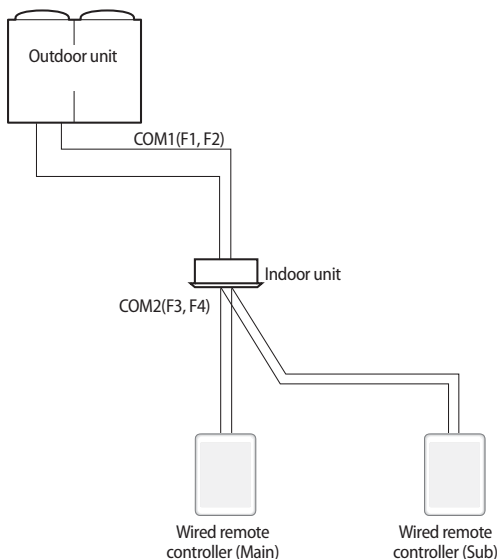 Outdoor unit
COM1(F1, F2)
Indoor unit
COM2(F3, F4)
Wired remote
controller (Main)
Wired remote
controller (Sub)